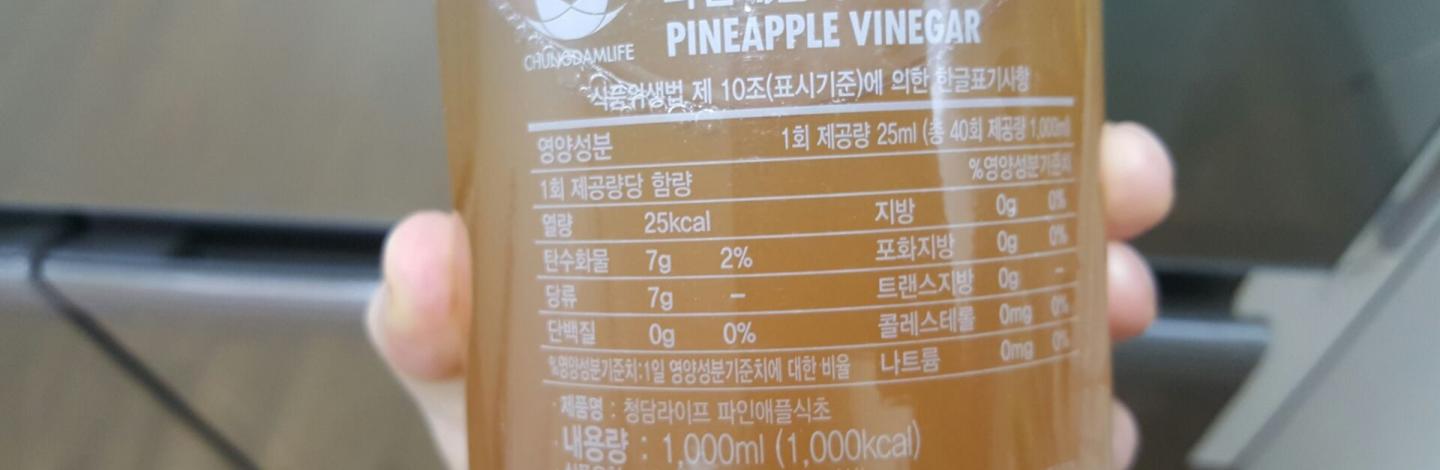 PINEAPPLE VINEGAR
CHUNGDAMLIFE
식품위생법 제 10조(표시기준)에 의한 한글표기사항
영양성분 1회 제공량 25ml (총 40회 제공량 1,000ml)
1회 제공량당 함량 %영양성분기준치
열량 25kcal 지방 0g 0%
탄수화물 7g 2% 포화지방 0g 0%
당류 7g – 트랜스지방 0g –
단백질 0g 0% 콜레스테롤 0mg 0%
%영양성분기준치:1일 영양성분기준치에 대한 비율 나트륨 0mg 0%
· 제품명 : 청담라이프 파인애플식초
· 내용량 : 1,000ml (1,000kcal)